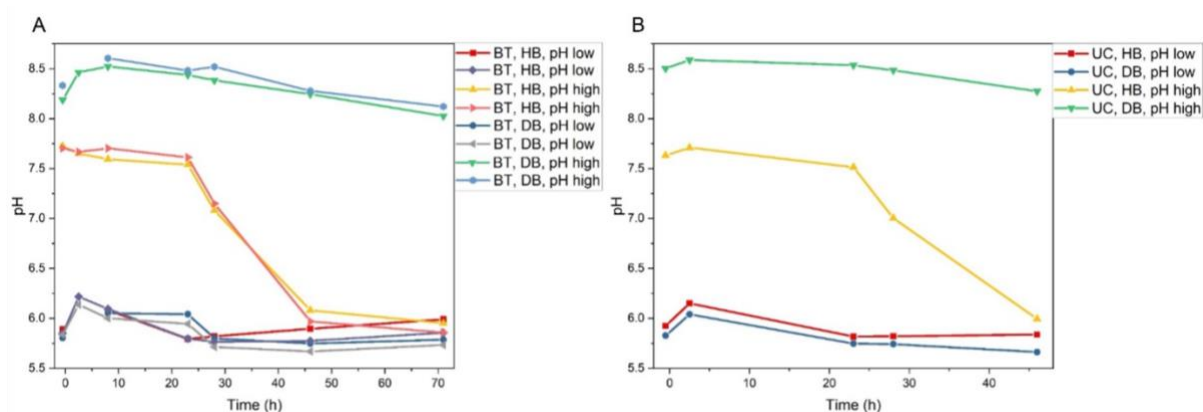 A
BT, HB, pH low
BT, HB, pH low
BT, HB, pH high
BT, HB, pH high
BT, DB, pH low
BT, DB, pH low
BT, DB, pH high
BT, DB, pH high
8.5
8.0
7.5
7.0
6.5
6.0
5.5
pH
0 10 20 30 40 50 60 70
Time (h)
B
UC, HB, pH low
UC, DB, pH low
UC, HB, pH high
UC, DB, pH high
8.5
8.0
7.5
7.0
6.5
6.0
5.5
pH
0 10 20 30 40
Time (h)